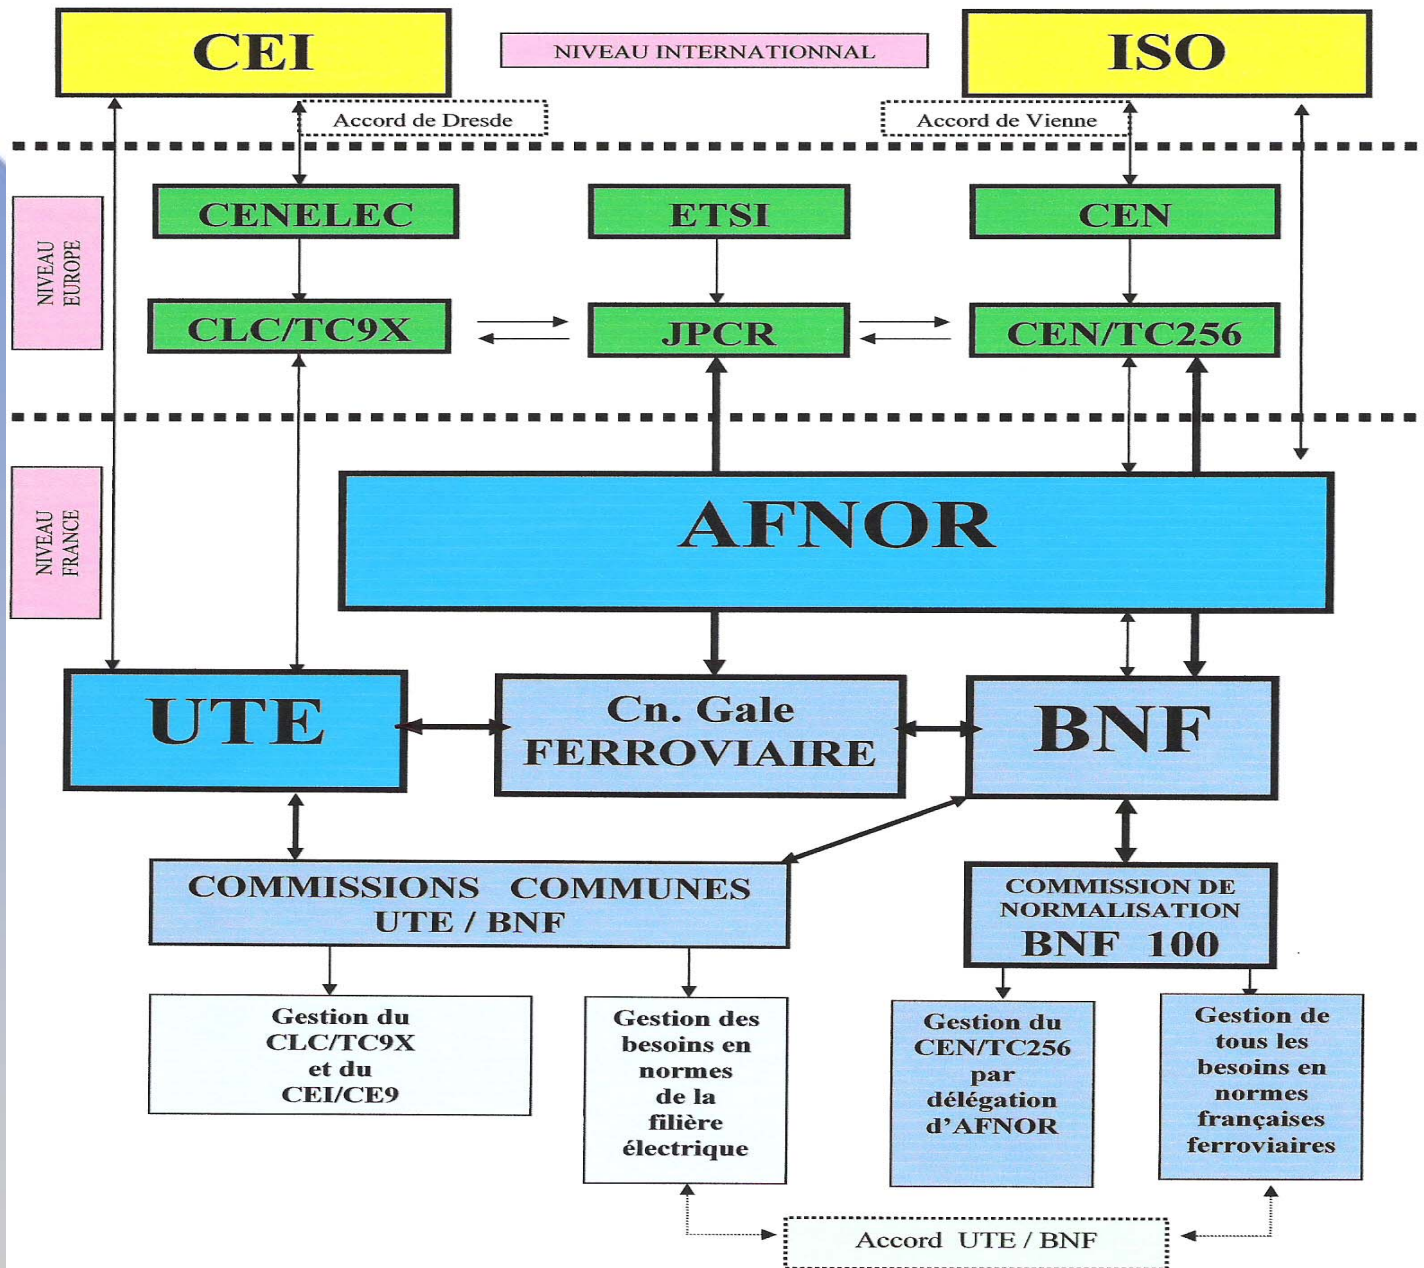 CEI
NIVEAU INTERNATIONNAL
ISO
Accord de Dresde
Accord de Vienne
NIVEAU
EUROPE
CENELEC
ETSI
CEN
CLC/TC9X
JPCR
CEN/TC256
NIVEAU
FRANCE
AFNOR
UTE
Cn. Gale
FERROVIAIRE
BNF
COMMISSIONS COMMUNES
UTE / BNF
COMMISSION DE
NORMALISATION
BNF 100
Gestion du
CLC/TC9X
et du
CEI/CE9
Gestion des
besoins en
normes
de la
filière
électrique
Gestion du
CEN/TC256
par
délégation
d’AFNOR
Gestion de
tous les
besoins en
normes
françaises
ferroviaires
Accord UTE / BNF